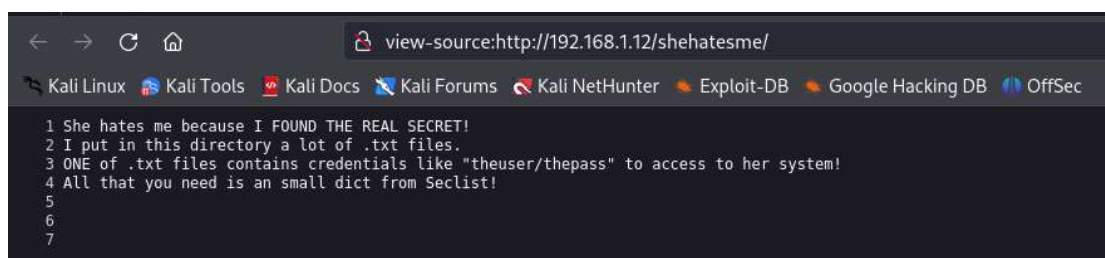 view-source:http://192.168.1.12/shehatesme/
Kali Linux Kali Tools Kali Docs Kali Forums Kali NetHunter Exploit-DB Google Hacking DB OffSec
1 She hates me because I FOUND THE REAL SECRET!
2 I put in this directory a lot of .txt files.
3 ONE of .txt files contains credentials like "theuser/thepass" to access to her system!
4 All that you need is an small dict from Seclist!
5
6
7